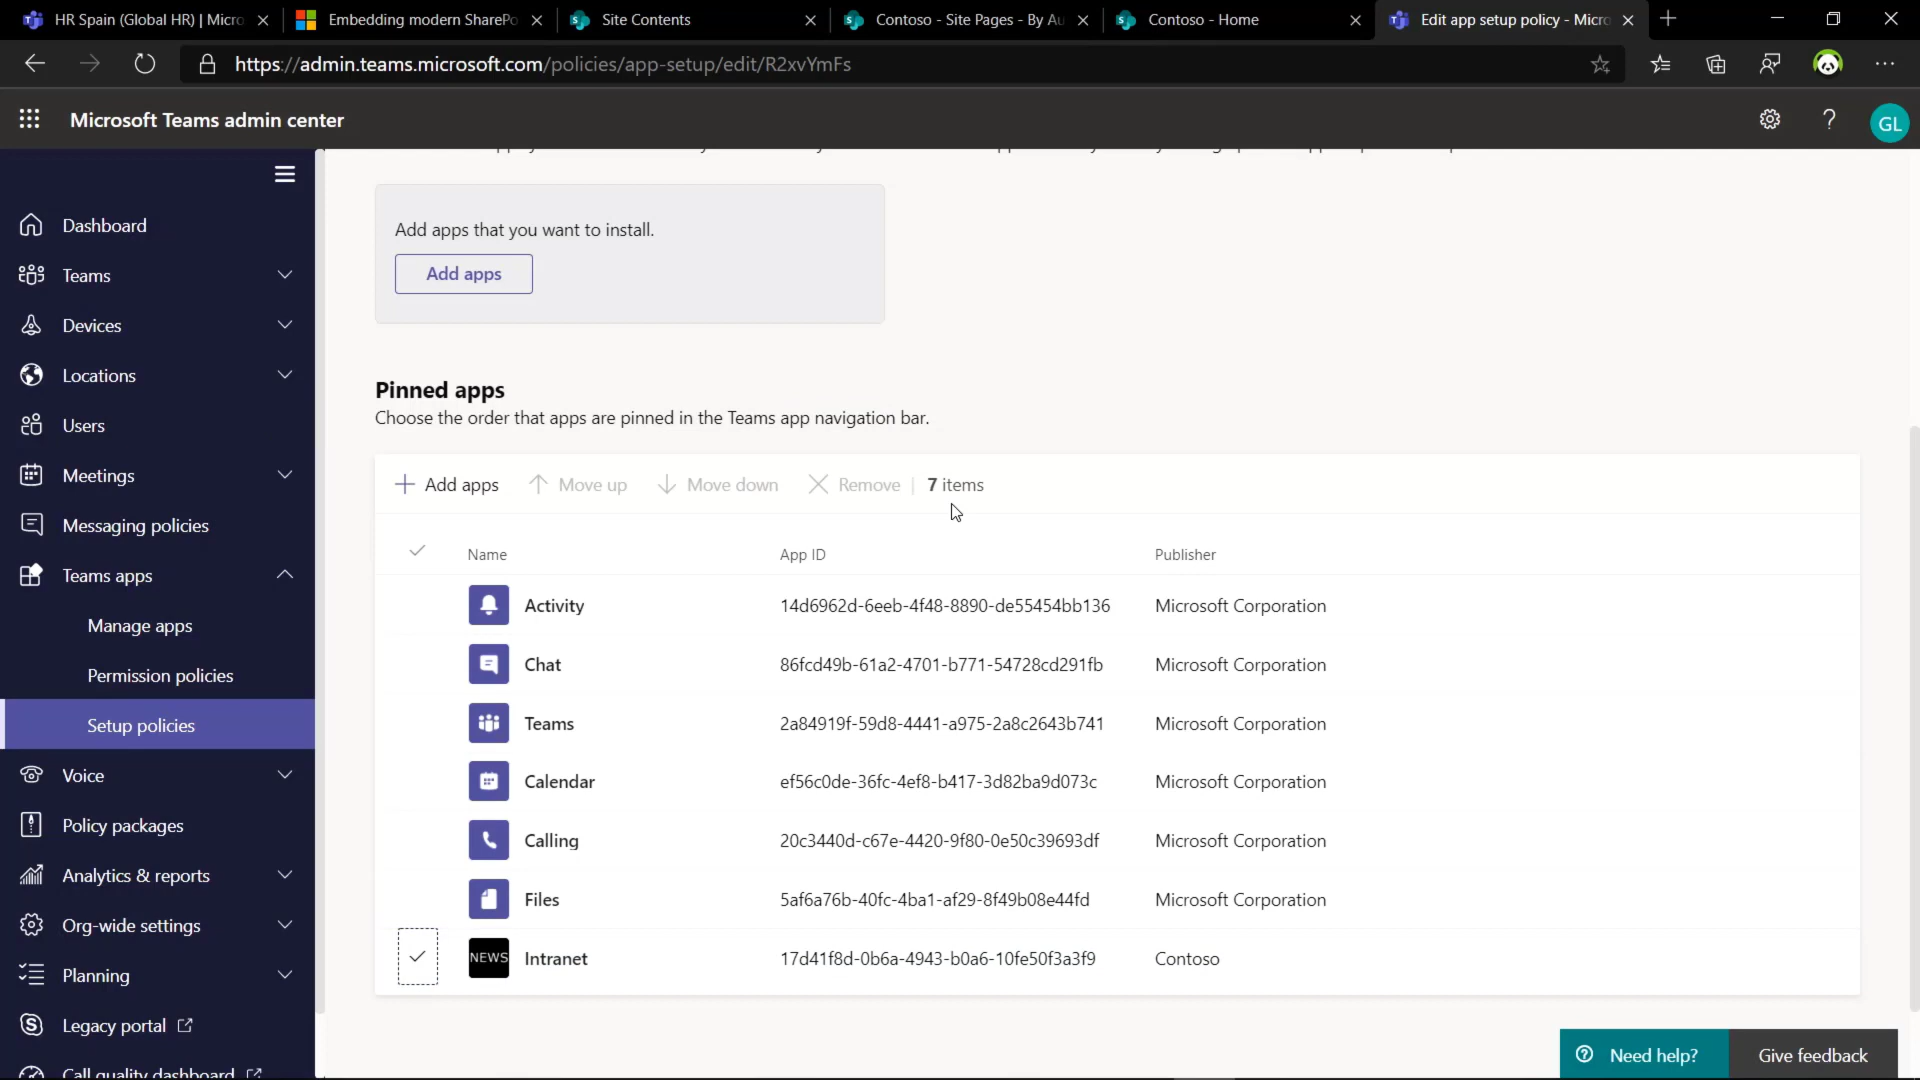 HR Spain (Global HR) | Micro
Embedding modern SharePo
Site Contents
Contoso - Site Pages - By Au
Contoso - Home
Edit app setup policy - Micro
https://admin.teams.microsoft.com/policies/app-setup/edit/R2xvYmFs
Microsoft Teams admin center
GL
Dashboard
Teams
Devices
Locations
Users
Meetings
Messaging policies
Teams apps
Manage apps
Permission policies
Setup policies
Voice
Policy packages
Analytics & reports
Org-wide settings
Planning
Legacy portal
Call quality dashboard
Add apps that you want to install.
Add apps
Pinned apps
Choose the order that apps are pinned in the Teams app navigation bar.
Add apps Move up Move down Remove | 7 items
Name App ID Publisher
Activity 14d6962d-6eeb-4f48-8890-de55454bb136 Microsoft Corporation
Chat 86fcd49b-61a2-4701-b771-54728cd291fb Microsoft Corporation
Teams 2a84919f-59d8-4441-a975-2a8c2643b741 Microsoft Corporation
Calendar ef56c0de-36fc-4ef8-b417-3d82ba9d073c Microsoft Corporation
Calling 20c3440d-c67e-4420-9f80-0e50c39693df Microsoft Corporation
Files 5af6a76b-40fc-4ba1-af29-8f49b08e44fd Microsoft Corporation
NEWS Intranet 17d41f8d-0b6a-4943-b0a6-10fe50f3a3f9 Contoso
Need help?
Give feedback